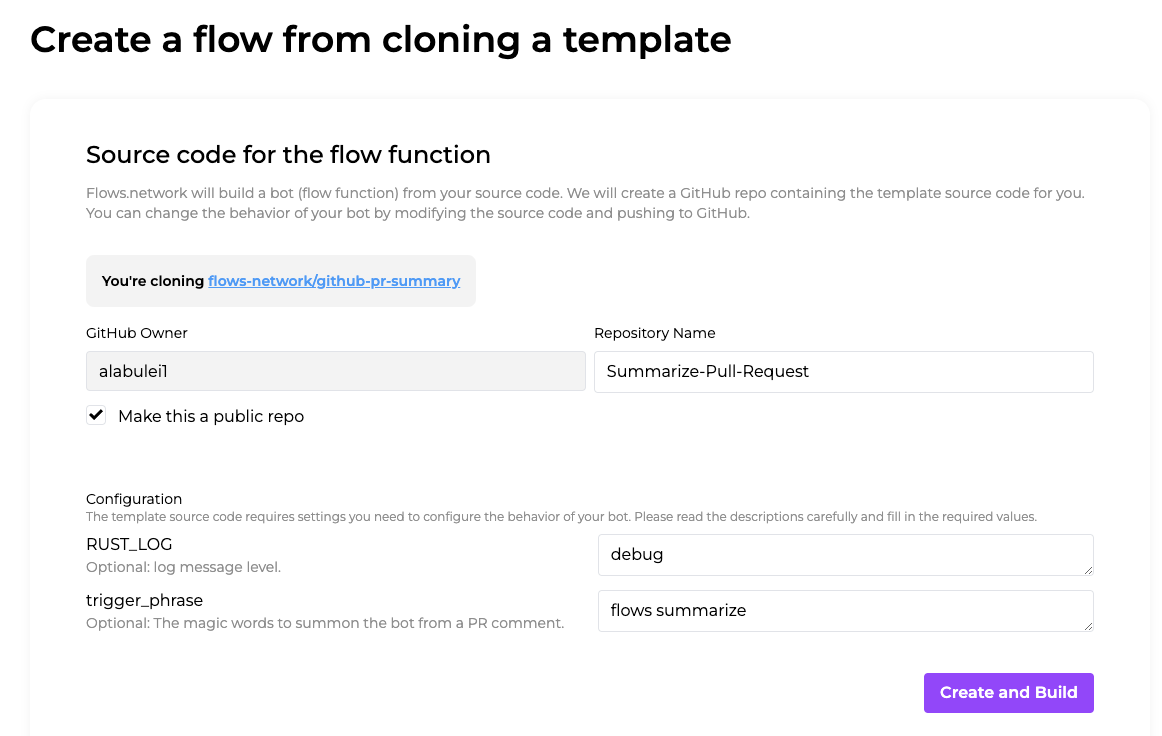 Create a flow from cloning a template
Source code for the flow function
Flows.network will build a bot (flow function) from your source code. We will create a GitHub repo containing the template source code for you.
You can change the behavior of your bot by modifying the source code and pushing to GitHub.
You're cloning flows-network/github-pr-summary
GitHub Owner
Repository Name
alabulei1
Summarize-Pull-Request
Make this a public repo
Configuration
The template source code requires settings you need to configure the behavior of your bot. Please read the descriptions carefully and fill in the required values.
RUST_LOG
debug
Optional: log message level.
trigger_phrase
flows summarize
Optional: The magic words to summon the bot from a PR comment.
Create and Build